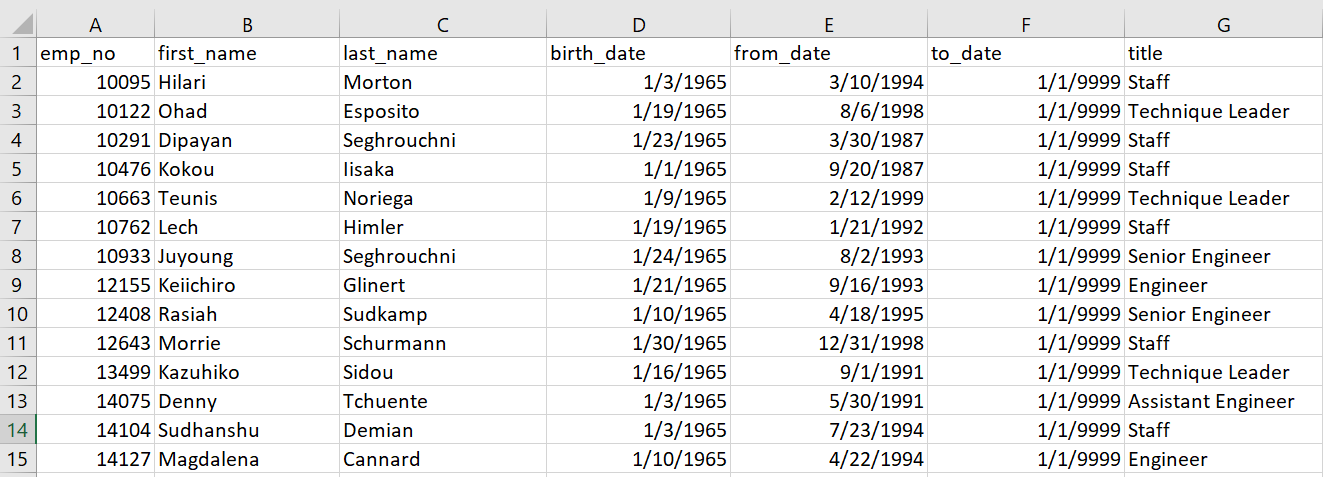 A B C D E F G
1 emp_no first_name last_name birth_date from_date to_date title
2 10095 Hilari Morton 1/3/1965 3/10/1994 1/1/9999 Staff
3 10122 Ohad Esposito 1/19/1965 8/6/1998 1/1/9999 Technique Leader
4 10291 Dipayan Seghrouchni 1/23/1965 3/30/1987 1/1/9999 Staff
5 10476 Kokou Iisaka 1/1/1965 9/20/1987 1/1/9999 Staff
6 10663 Teunis Noriega 1/9/1965 2/12/1999 1/1/9999 Technique Leader
7 10762 Lech Himler 1/19/1965 1/21/1992 1/1/9999 Staff
8 10933 Juyoung Seghrouchni 1/24/1965 8/2/1993 1/1/9999 Senior Engineer
9 12155 Keiichiro Glinert 1/21/1965 9/16/1993 1/1/9999 Engineer
10 12408 Rasiah Sudkamp 1/10/1965 4/18/1995 1/1/9999 Senior Engineer
11 12643 Morrie Schurmann 1/30/1965 12/31/1998 1/1/9999 Staff
12 13499 Kazuhiko Sidou 1/16/1965 9/1/1991 1/1/9999 Technique Leader
13 14075 Denny Tchuente 1/3/1965 5/30/1991 1/1/9999 Assistant Engineer
14 14104 Sudhanshu Demian 1/3/1965 7/23/1994 1/1/9999 Staff
15 14127 Magdalena Cannard 1/10/1965 4/22/1994 1/1/9999 Engineer